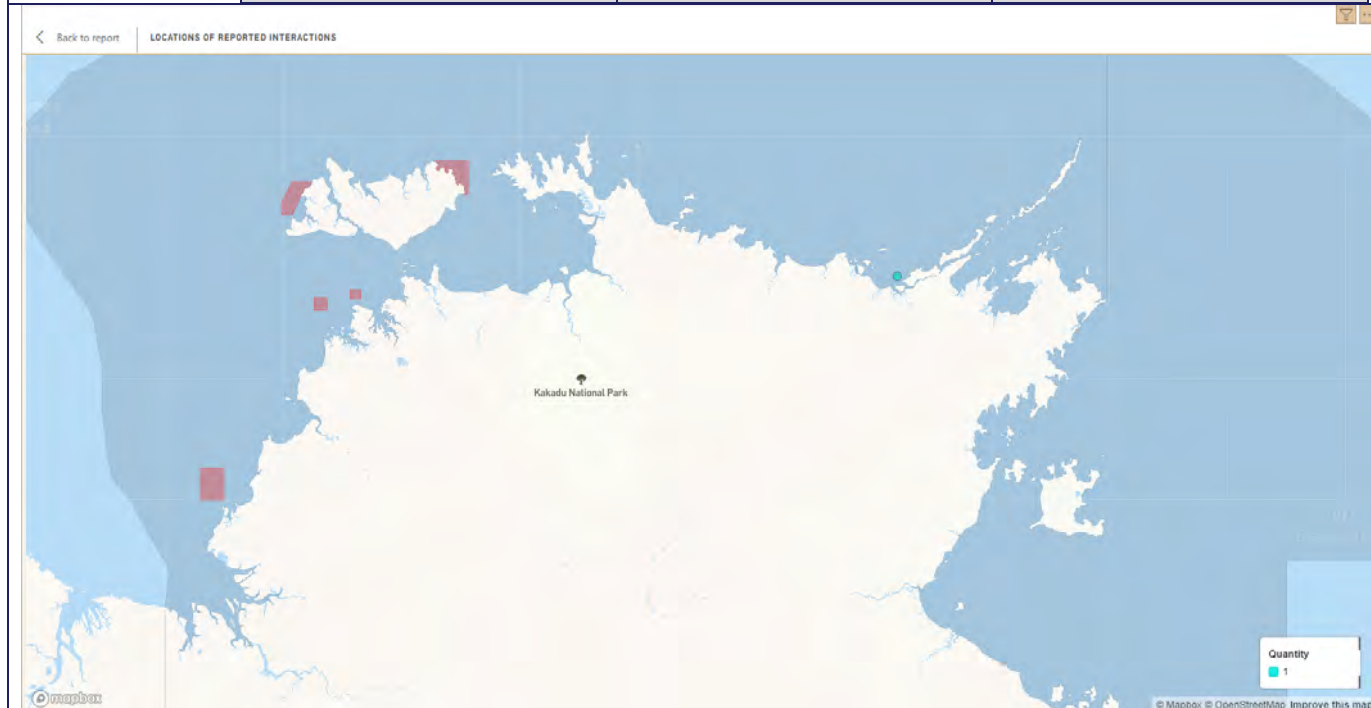 Back to report
LOCATIONS OF REPORTED INTERACTIONS
Kakadu National Park
Quantity
1
mapbox
© Mapbox © OpenStreetMap Improve this map